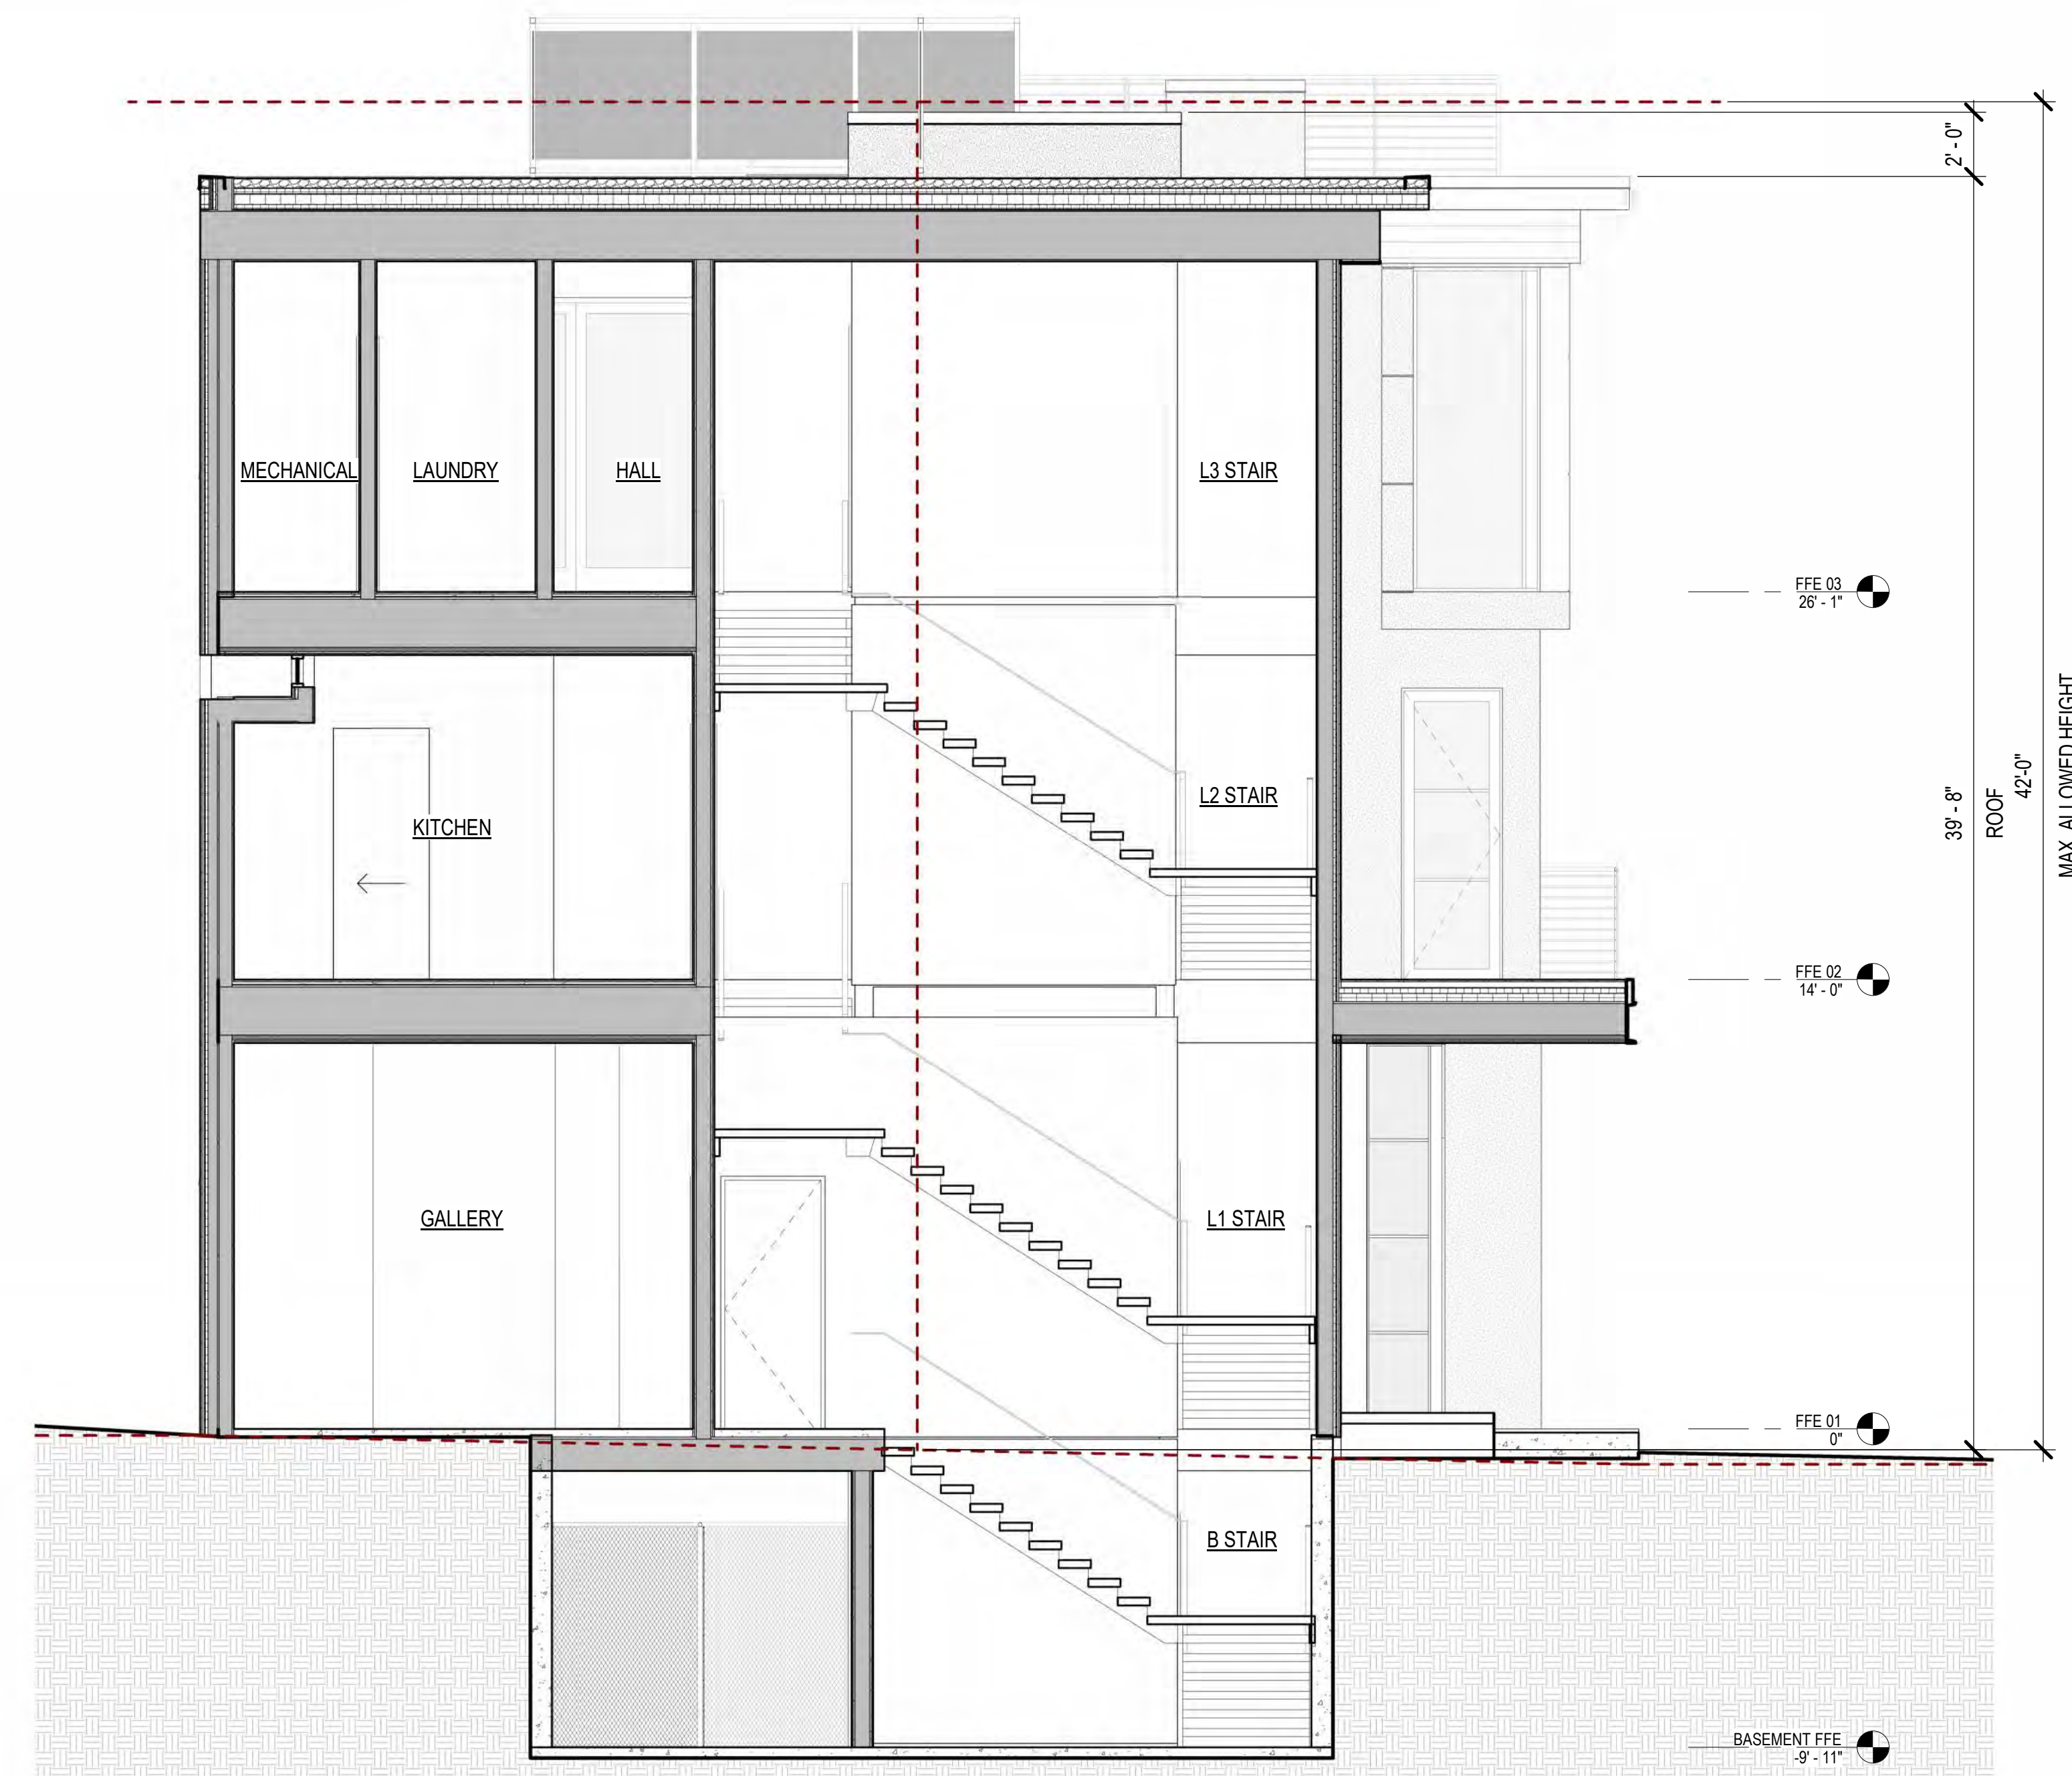 2' - 0"
MECHANICAL
LAUNDRY
HALL
L3 STAIR
FFE 03
26' - 1"
KITCHEN
L2 STAIR
39' - 8"
ROOF
42'-0"
MAX. ALLOWED HEIGHT
FFE 02
14' - 0"
GALLERY
L1 STAIR
FFE 01
0"
B STAIR
BASEMENT FFE
-9' - 11"